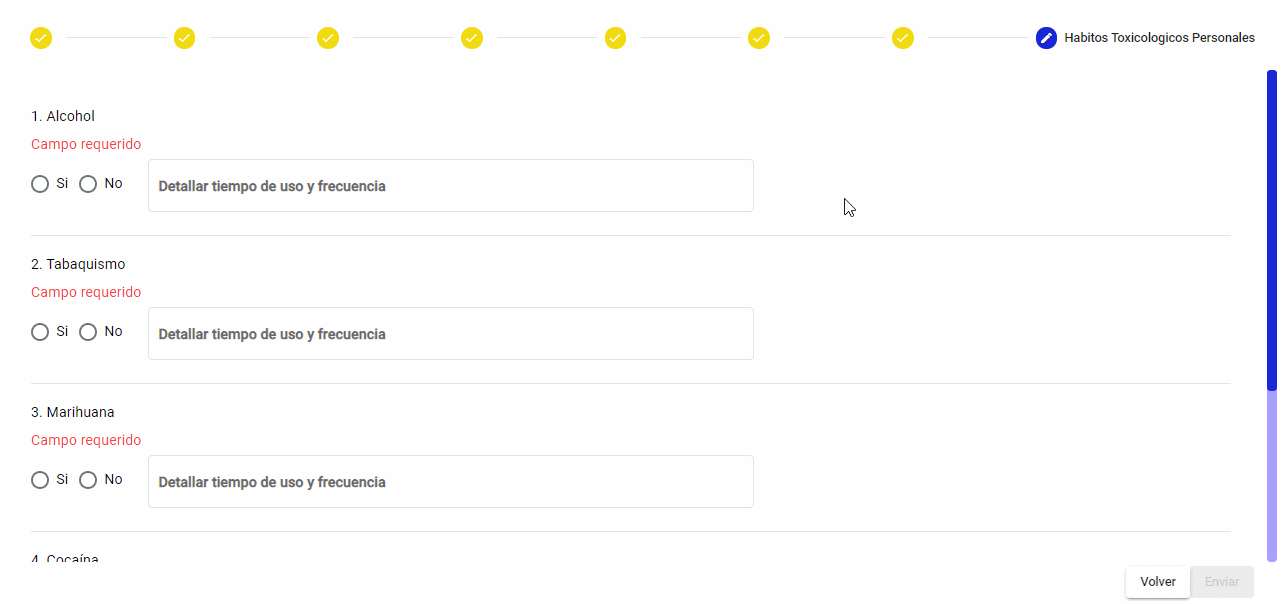 Habitos Toxicologicos Personales
1. Alcohol
Campo requerido
Si No Detallar tiempo de uso y frecuencia
2. Tabaquismo
Campo requerido
Si No Detallar tiempo de uso y frecuencia
3. Marihuana
Campo requerido
Si No Detallar tiempo de uso y frecuencia
4. Cocaína
Volver Enviar